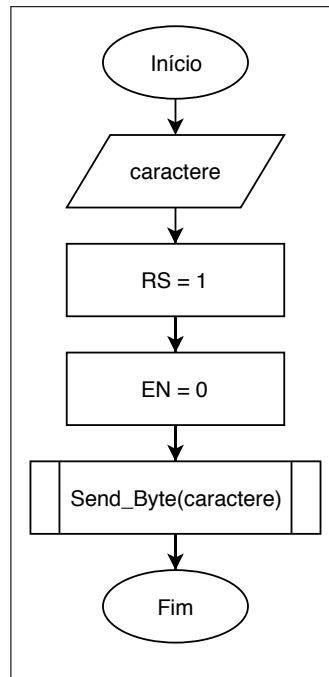 Início
caractere
RS = 1
EN = 0
Send_Byte(caractere)
Fim